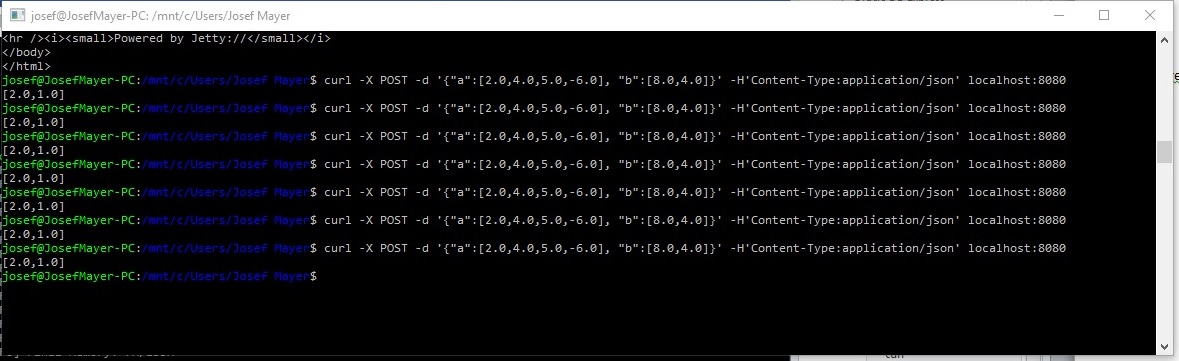 josef@JosefMayer-PC: /mnt/c/Users/Josef Mayer
<hr /><i><small>Powered by Jetty://</small></i>
</body>
</html>
josef@JosefMayer-PC:/mnt/c/Users/Josef Mayer$ curl -X POST -d '{"a":[2.0,4.0,5.0,-6.0], "b":[8.0,4.0]}' -H'Content-Type:application/json' localhost:8080
[2.0,1.0]
josef@JosefMayer-PC:/mnt/c/Users/Josef Mayer$ curl -X POST -d '{"a":[2.0,4.0,5.0,-6.0], "b":[8.0,4.0]}' -H'Content-Type:application/json' localhost:8080
[2.0,1.0]
josef@JosefMayer-PC:/mnt/c/Users/Josef Mayer$ curl -X POST -d '{"a":[2.0,4.0,5.0,-6.0], "b":[8.0,4.0]}' -H'Content-Type:application/json' localhost:8080
[2.0,1.0]
josef@JosefMayer-PC:/mnt/c/Users/Josef Mayer$ curl -X POST -d '{"a":[2.0,4.0,5.0,-6.0], "b":[8.0,4.0]}' -H'Content-Type:application/json' localhost:8080
[2.0,1.0]
josef@JosefMayer-PC:/mnt/c/Users/Josef Mayer$ curl -X POST -d '{"a":[2.0,4.0,5.0,-6.0], "b":[8.0,4.0]}' -H'Content-Type:application/json' localhost:8080
[2.0,1.0]
josef@JosefMayer-PC:/mnt/c/Users/Josef Mayer$ curl -X POST -d '{"a":[2.0,4.0,5.0,-6.0], "b":[8.0,4.0]}' -H'Content-Type:application/json' localhost:8080
[2.0,1.0]
josef@JosefMayer-PC:/mnt/c/Users/Josef Mayer$ curl -X POST -d '{"a":[2.0,4.0,5.0,-6.0], "b":[8.0,4.0]}' -H'Content-Type:application/json' localhost:8080
[2.0,1.0]
josef@JosefMayer-PC:/mnt/c/Users/Josef Mayer$